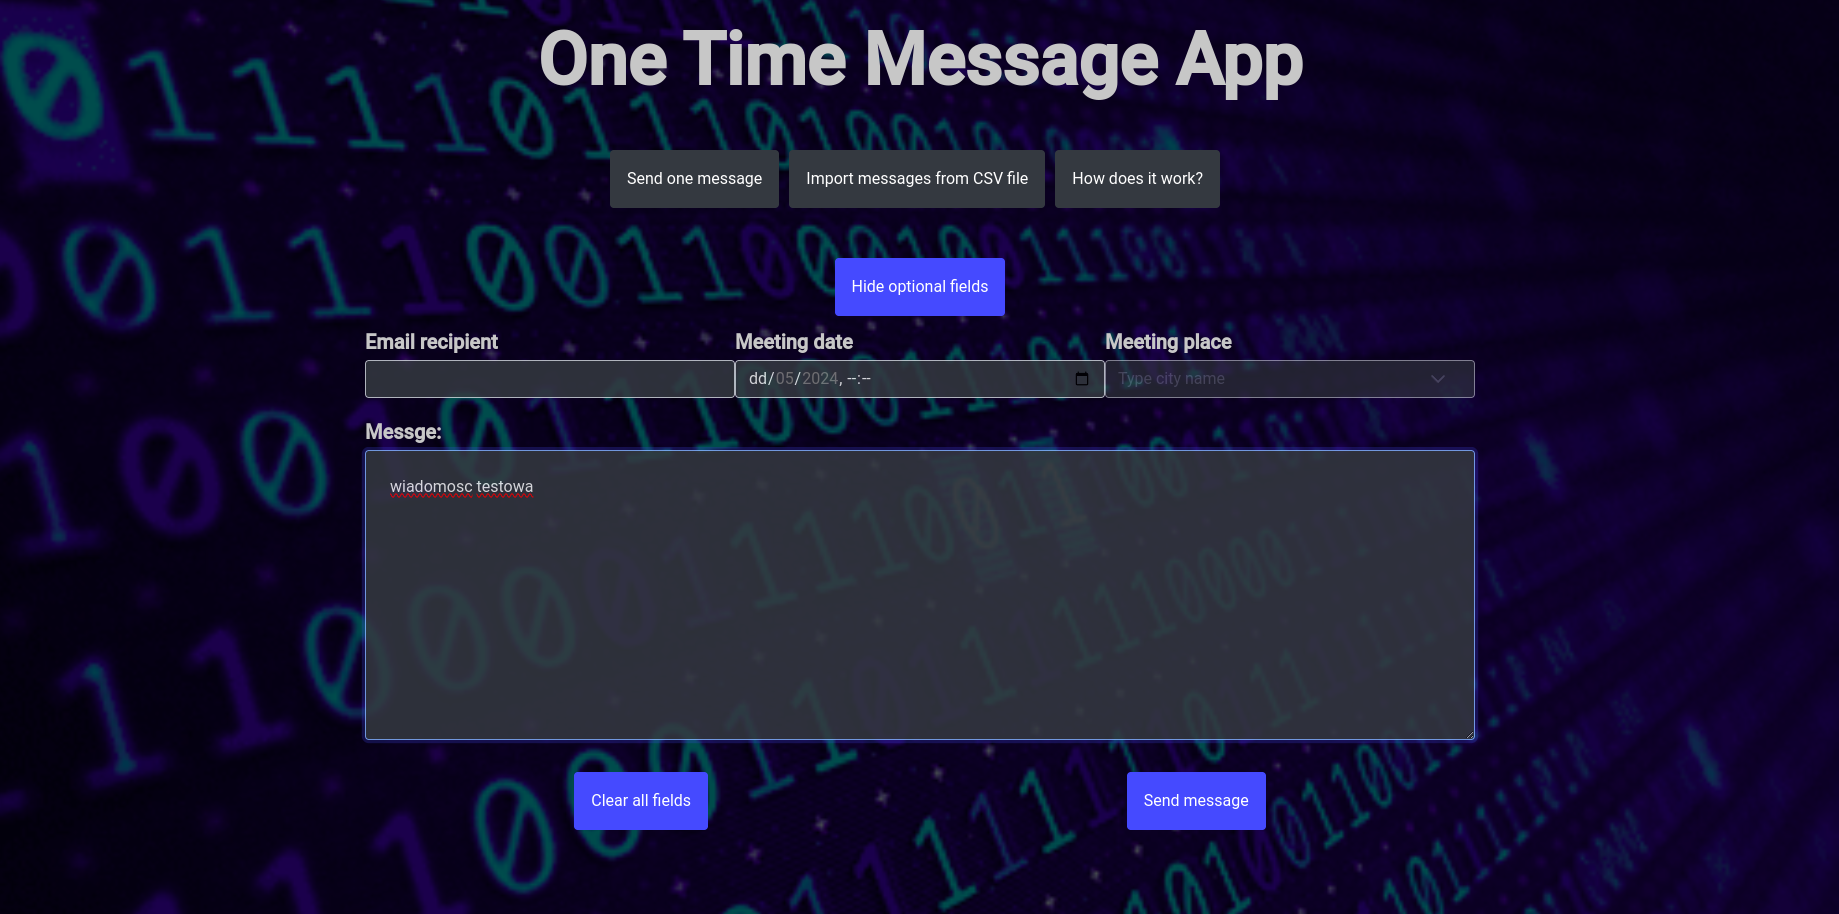 One Time Message App
Send one message
Import messages from CSV file
How does it work?
Hide optional fields
Email recipient
Meeting date
Meeting place
dd/05/2024, --:--
Type city name
Messge:
wiadomosc testowa
Clear all fields
Send message